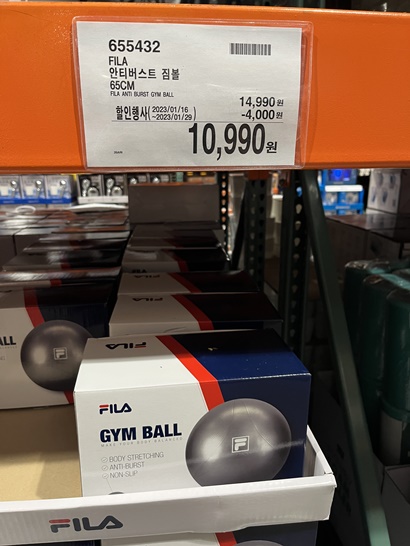 655432
FILA
안티버스트 짐볼
65CM
FILA ANTI BURST GYM BALL
14,990원
할인행사(2023/01/16 ~2023/01/29) -4,000원
10,990원
ALL
FILA
FILA
GYM BALL
BODY STRETCHING
ANTI-BURST
NON-SLIP
FILA